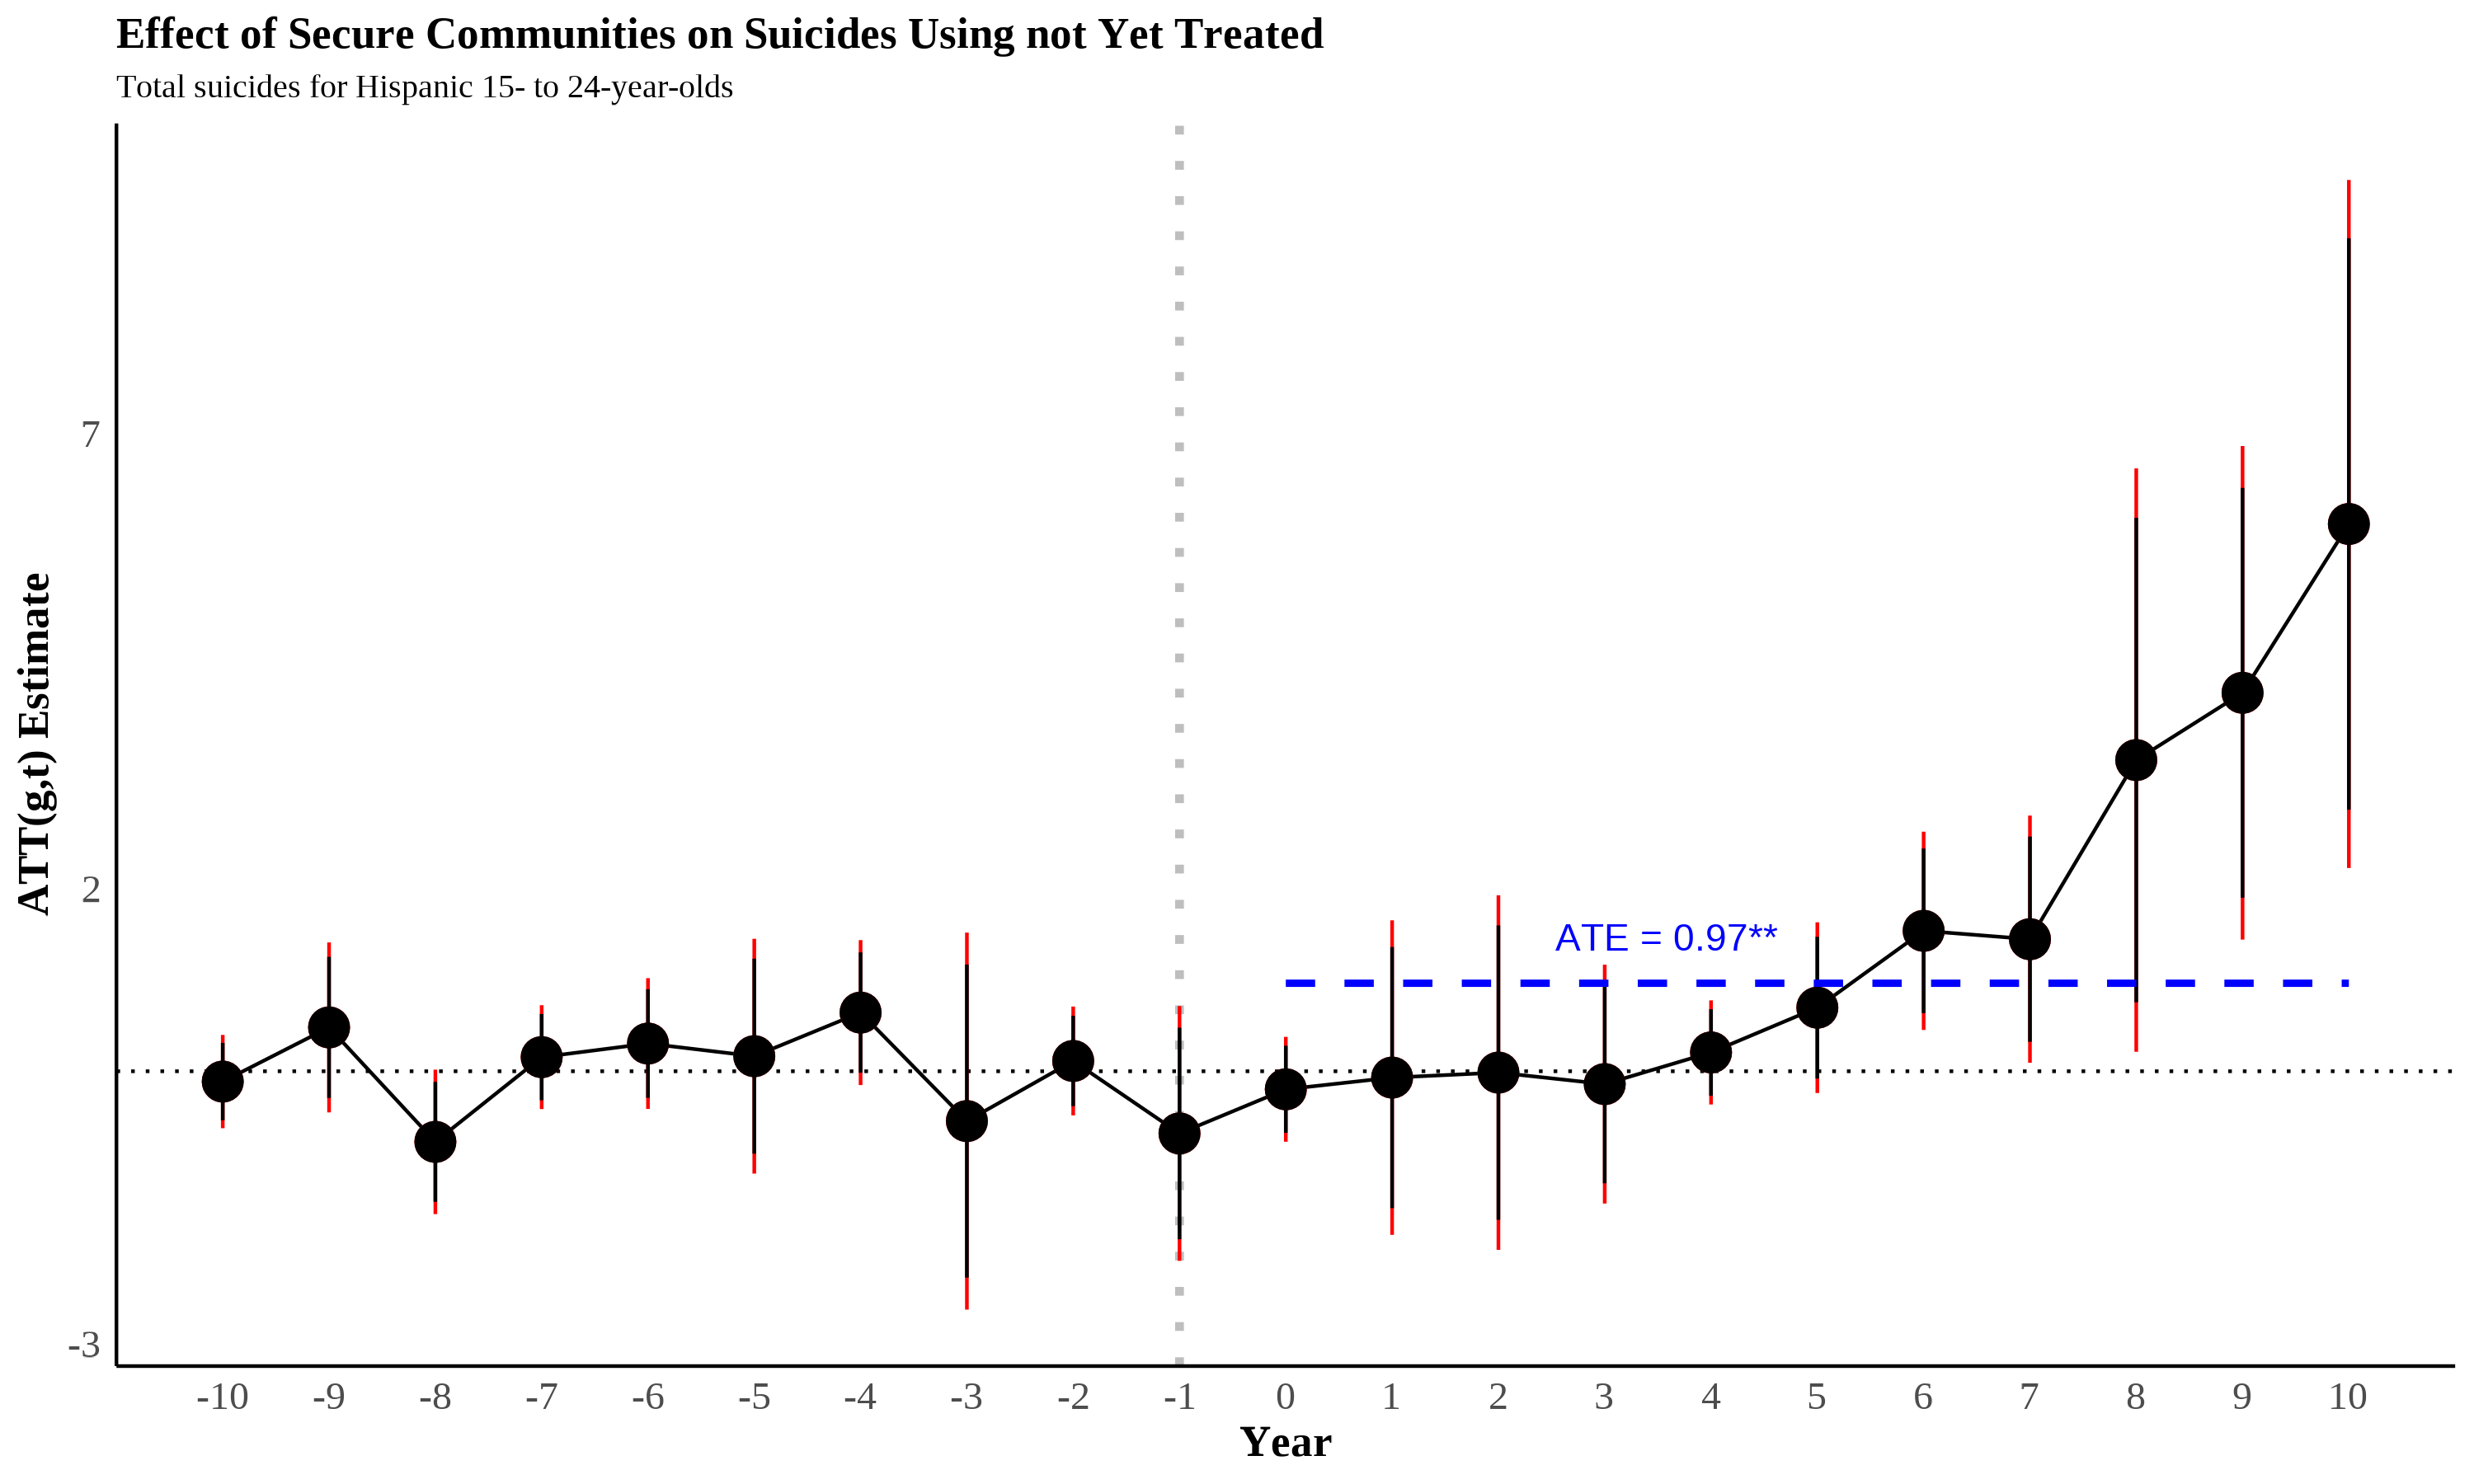 Effect of Secure Communities on Suicides Using not Yet Treated
Total suicides for Hispanic 15- to 24-year-olds
ATT(g,t) Estimate
7
2
-3
ATE = 0.97**
-10 -9 -8 -7 -6 -5 -4 -3 -2 -1 0 1 2 3 4 5 6 7 8 9 10
Year